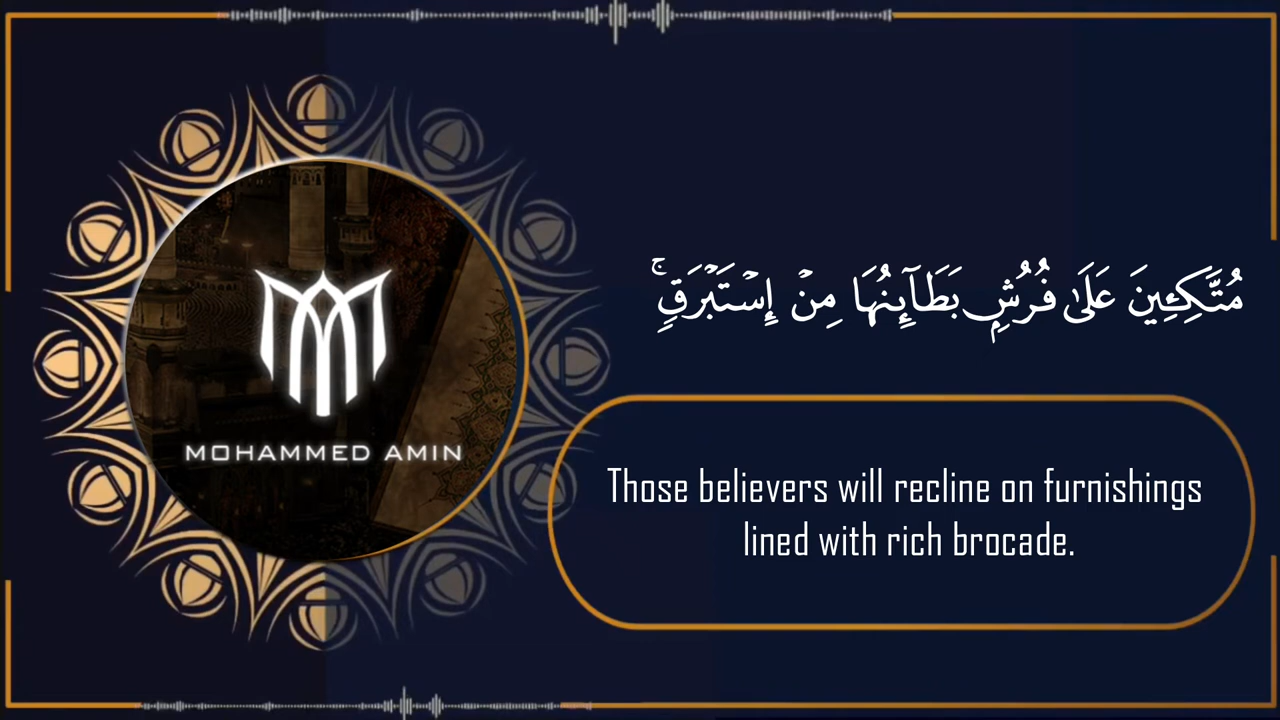 مُتَّكِـِٔينَ عَلَىٰ فُرُشِۭ بَطَآئِنُهَا مِنْ إِسْتَبْرَقٍۚ
MOHAMMED AMIN
Those believers will recline on furnishings
lined with rich brocade.